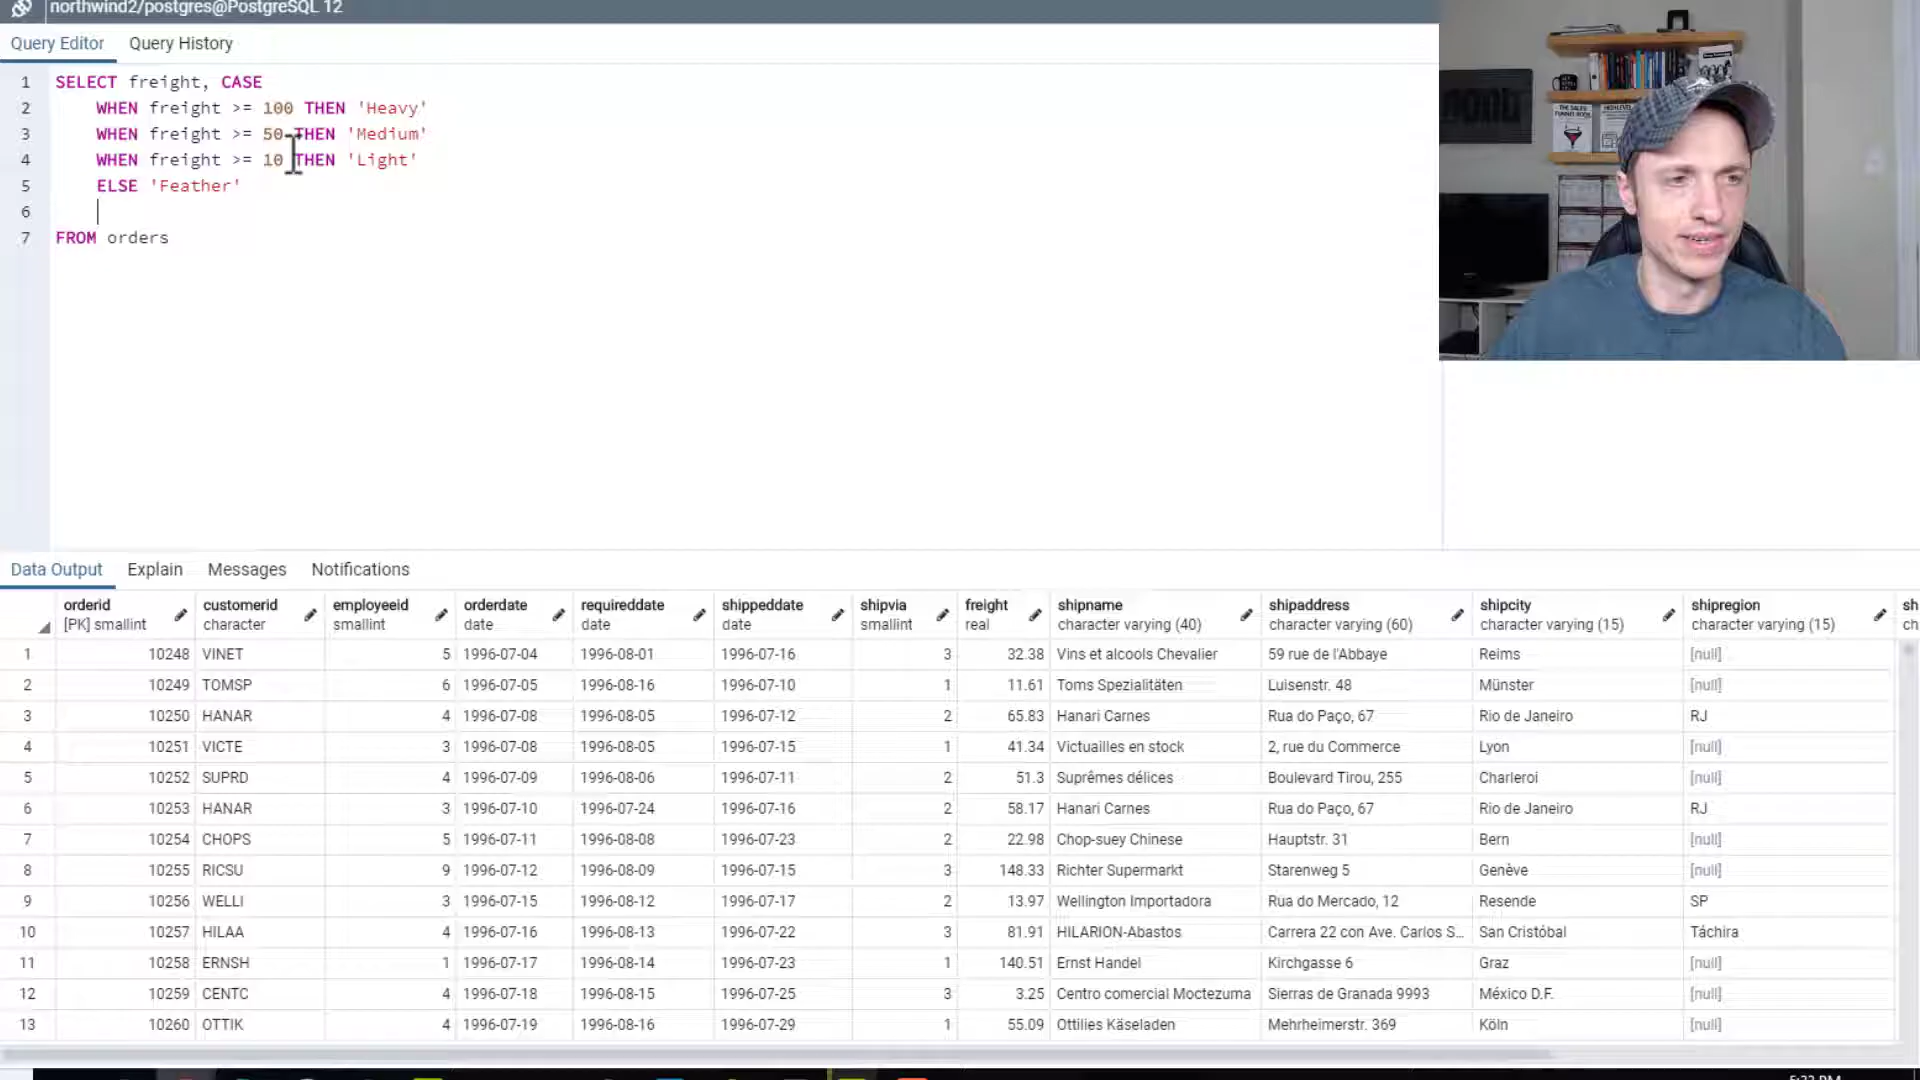 northwind2/postgres@PostgreSQL 12
Query Editor Query History
1 SELECT freight, CASE
2 WHEN freight >= 100 THEN 'Heavy'
3 WHEN freight >= 50 THEN 'Medium'
4 WHEN freight >= 10 THEN 'Light'
5 ELSE 'Feather'
6
7 FROM orders
THE SALES FUNNEL BOOK
Data Output Explain Messages Notifications
orderid customerid employeeid orderdate requireddate shippeddate shipvia freight shipname shipaddress shipcity shipregion sh
[PK] smallint character smallint date date date smallint real character varying (40) character varying (60) character varying (15) character varying (15) ch
1 10248 VINET 5 1996-07-04 1996-08-01 1996-07-16 3 32.38 Vins et alcools Chevalier 59 rue de l'Abbaye Reims [null]
2 10249 TOMSP 6 1996-07-05 1996-08-16 1996-07-10 1 11.61 Toms Spezialitäten Luisenstr. 48 Münster [null]
3 10250 HANAR 4 1996-07-08 1996-08-05 1996-07-12 2 65.83 Hanari Carnes Rua do Paço, 67 Rio de Janeiro RJ
4 10251 VICTE 3 1996-07-08 1996-08-05 1996-07-15 1 41.34 Victuailles en stock 2, rue du Commerce Lyon [null]
5 10252 SUPRD 4 1996-07-09 1996-08-06 1996-07-11 2 51.3 Suprêmes délices Boulevard Tirou, 255 Charleroi [null]
6 10253 HANAR 3 1996-07-10 1996-07-24 1996-07-16 2 58.17 Hanari Carnes Rua do Paço, 67 Rio de Janeiro RJ
7 10254 CHOPS 5 1996-07-11 1996-08-08 1996-07-23 2 22.98 Chop-suey Chinese Hauptstr. 31 Bern [null]
8 10255 RICSU 9 1996-07-12 1996-08-09 1996-07-15 3 148.33 Richter Supermarkt Starenweg 5 Genève [null]
9 10256 WELLI 3 1996-07-15 1996-08-12 1996-07-17 2 13.97 Wellington Importadora Rua do Mercado, 12 Resende SP
10 10257 HILAA 4 1996-07-16 1996-08-13 1996-07-22 3 81.91 HILARION-Abastos Carrera 22 con Ave. Carlos S... San Cristóbal Táchira
11 10258 ERNSH 1 1996-07-17 1996-08-14 1996-07-23 1 140.51 Ernst Handel Kirchgasse 6 Graz [null]
12 10259 CENTC 4 1996-07-18 1996-08-15 1996-07-25 3 3.25 Centro comercial Moctezuma Sierras de Granada 9993 México D.F. [null]
13 10260 OTTIK 4 1996-07-19 1996-08-16 1996-07-29 1 55.09 Ottilies Käseladen Mehrheimerstr. 369 Köln [null]